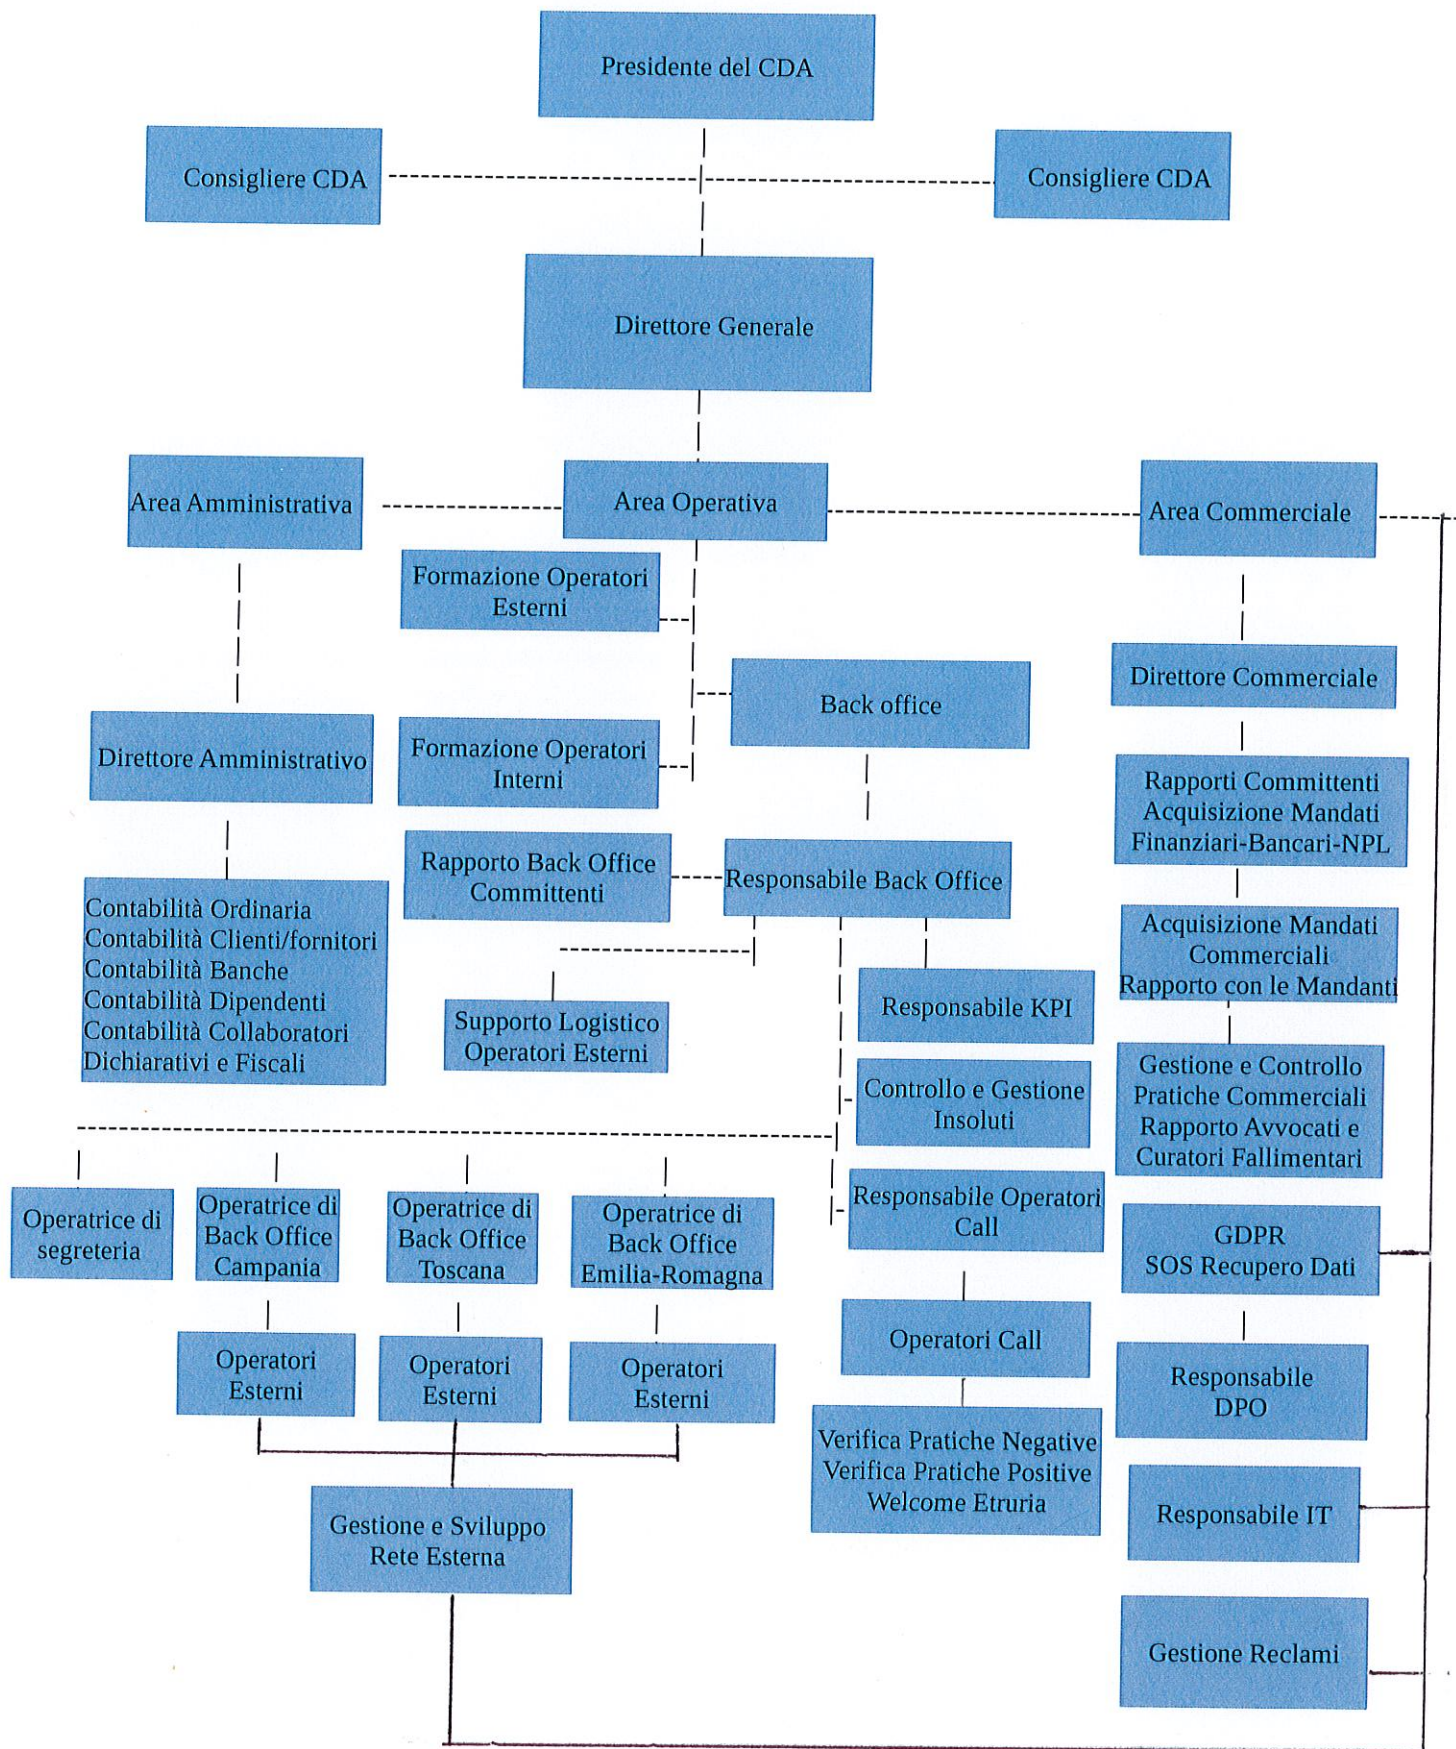 Presidente del CDA
Consigliere CDA
Consigliere CDA
Direttore Generale
Area Amministrativa
Area Operativa
Area Commerciale
Formazione Operatori
Esterni
Direttore Commerciale
Back office
Direttore Amministrativo
Formazione Operatori
Interni
Rapporti Committenti
Acquisizione Mandati
Finanziari-Bancari-NPL
Rapporto Back Office
Committenti
Responsabile Back Office
Contabilità Ordinaria
Contabilità Clienti/fornitori
Contabilità Banche
Contabilità Dipendenti
Contabilità Collaboratori
Dichiarativi e Fiscali
Acquisizione Mandati
Commerciali
Rapporto con le Mandanti
Supporto Logistico
Operatori Esterni
Responsabile KPI
Controllo e Gestione
Insoluti
Gestione e Controllo
Pratiche Commerciali
Rapporto Avvocati e
Curatori Fallimentari
Operatrice di
segreteria
Operatrice di
Back Office
Campania
Operatrice di
Back Office
Toscana
Operatrice di
Back Office
Emilia-Romagna
Responsabile Operatori
Call
GDPR
SOS Recupero Dati
Operatori
Esterni
Operatori
Esterni
Operatori
Esterni
Operatori Call
Responsabile
DPO
Verifica Pratiche Negative
Verifica Pratiche Positive
Welcome Etruria
Gestione e Sviluppo
Rete Esterna
Responsabile IT
Gestione Reclami